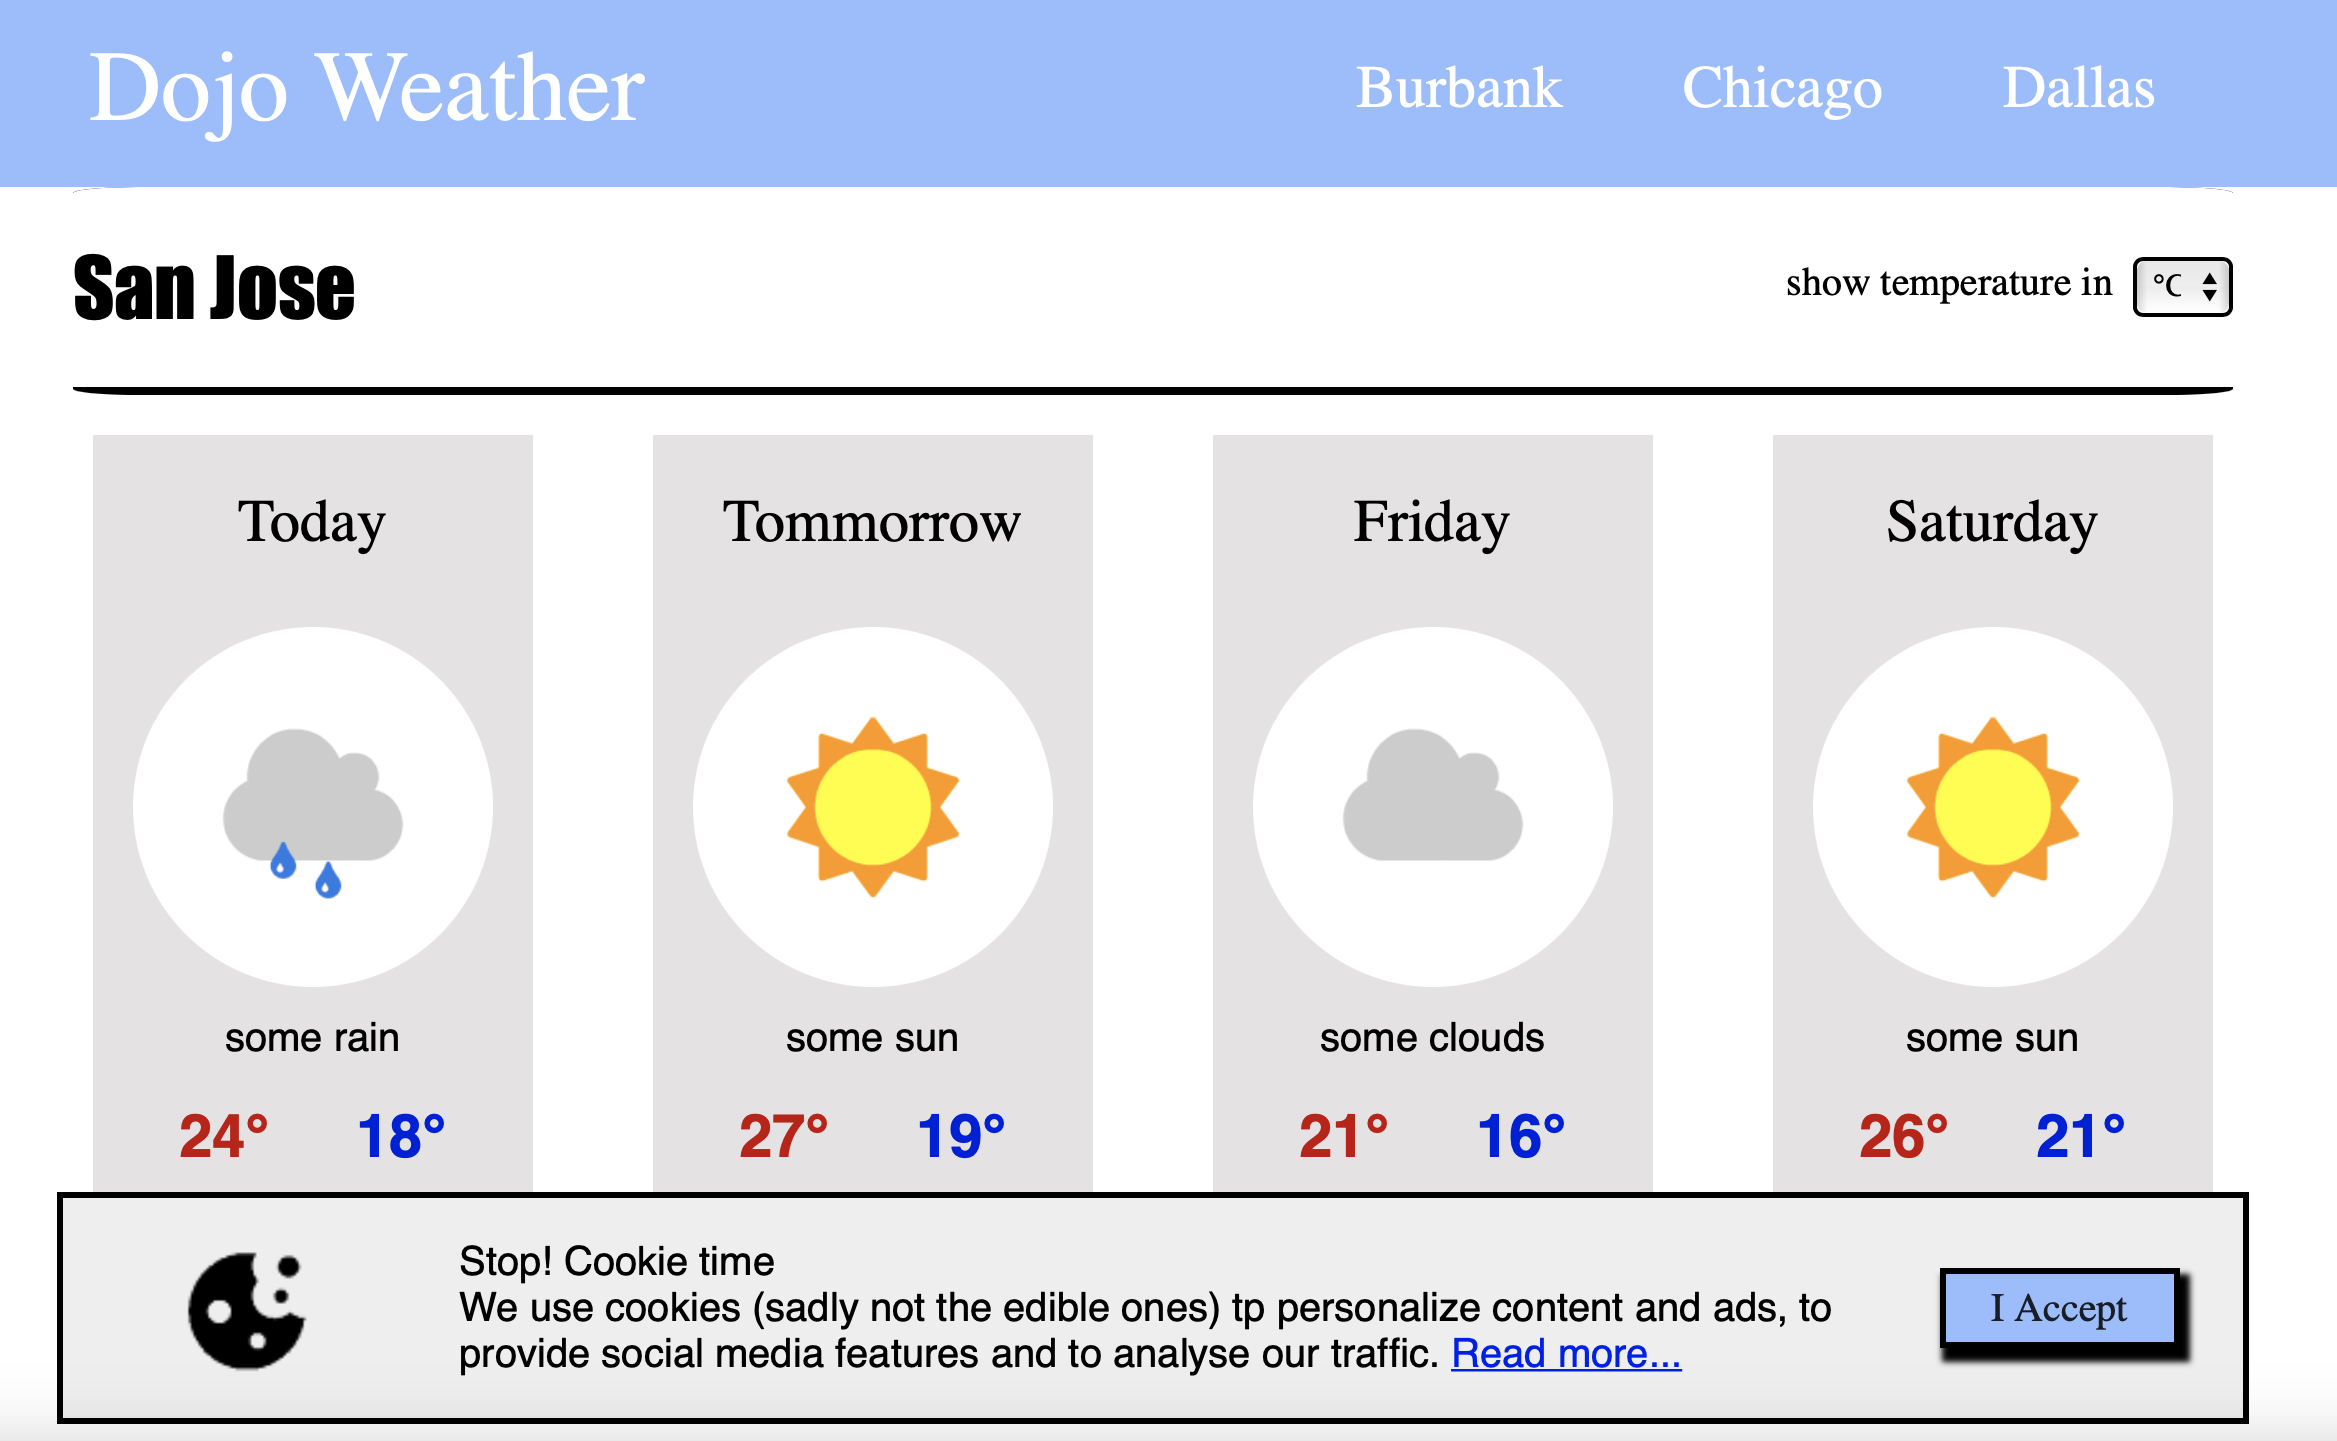 Dojo Weather
Burbank Chicago Dallas
San Jose
show temperature in °C
Today
some rain
24° 18°
Tommorrow
some sun
27° 19°
Friday
some clouds
21° 16°
Saturday
some sun
26° 21°
Stop! Cookie time
We use cookies (sadly not the edible ones) tp personalize content and ads, to
provide social media features and to analyse our traffic. Read more...
I Accept